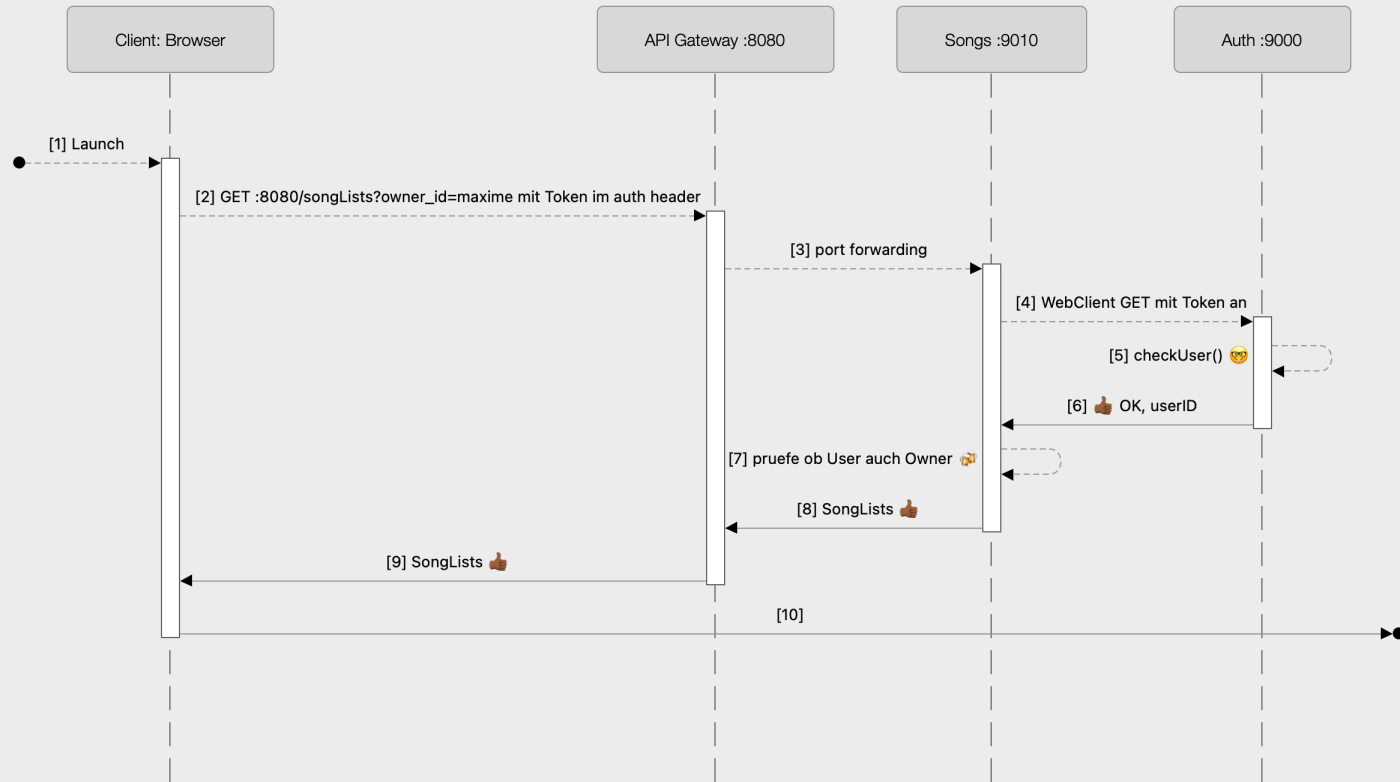 Client: Browser
API Gateway :8080
Songs :9010
Auth :9000
[1] Launch
[2] GET :8080/songLists?owner_id=maxime mit Token im auth header
[3] port forwarding
[4] WebClient GET mit Token an
[5] checkUser() 🤓
[6] 👍🏾 OK, userID
[7] pruefe ob User auch Owner 🍻
[8] SongLists 👍🏾
[9] SongLists 👍🏾
[10]